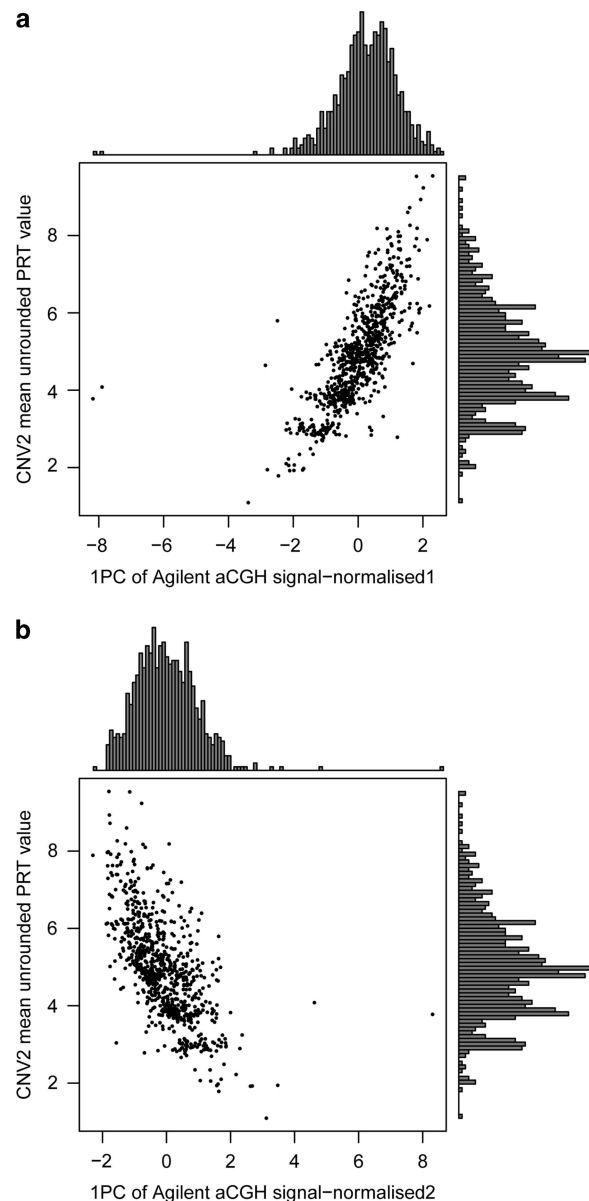 a
CNV2 mean unrounded PRT value
8
6
4
2
−8 −6 −4 −2 0 2
1PC of Agilent aCGH signal−normalised1
b
CNV2 mean unrounded PRT value
8
6
4
2
−2 0 2 4 6 8
1PC of Agilent aCGH signal−normalised2